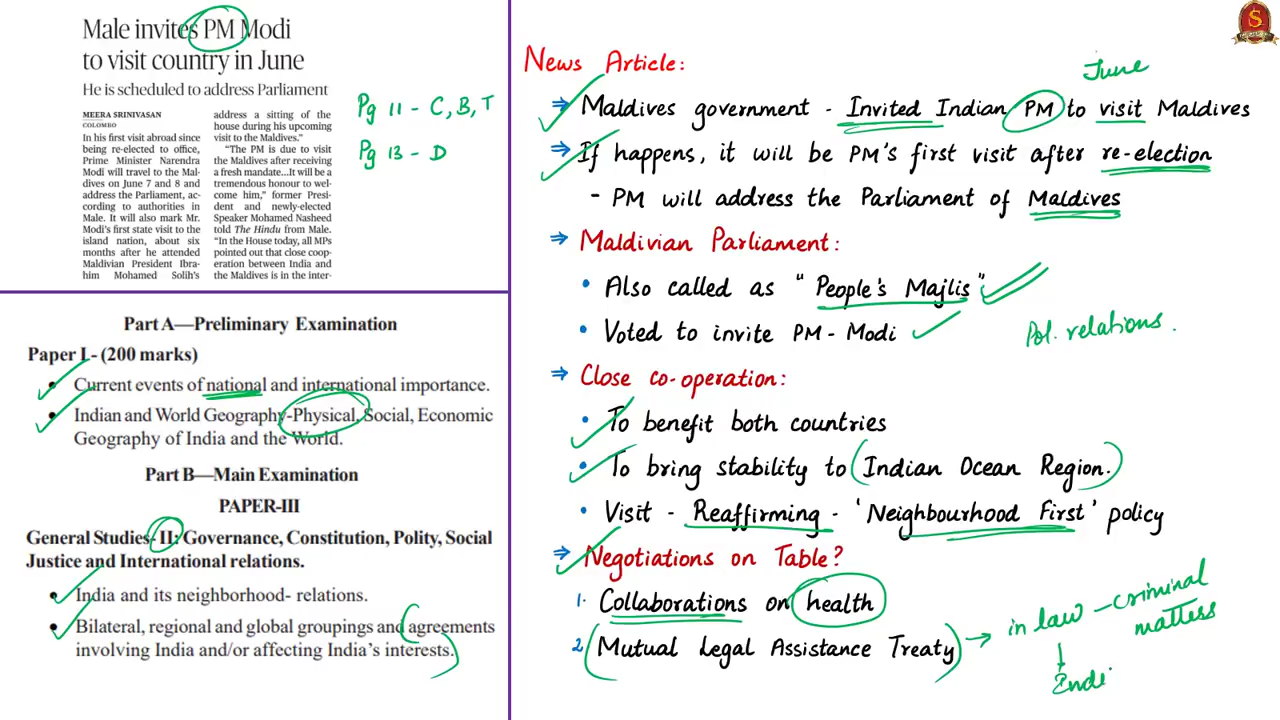 Male invites PM Modi
to visit country in June
He is scheduled to address Parliament
MEERA SRINIVASAN
COLOMBO
In his first visit abroad since
being re-elected to office,
Prime Minister Narendra
Modi will travel to the Mal-
dives on June 7 and 8 and
address the Parliament, ac-
cording to authorities in
Male. It will also mark Mr.
Modi's first state visit to the
island nation, about six
months after he attended
Maldivian President Ibra-
him Mohamed Solih's
address a sitting of the
house during his upcoming
visit to the Maldives."
"The PM is due to visit
the Maldives after receiving
a fresh mandate...It will be a
tremendous honour to wel-
come him," former Presi-
dent and newly-elected
Speaker Mohamed Nasheed
told The Hindu from Male.
"In the House today, all MPs
pointed out that close coop-
eration between India and
the Maldives is in the inter-
Pg 11 - C, B, T
Pg 13 - D
Part A—Preliminary Examination
Paper I- (200 marks)
• Current events of national and international importance.
• Indian and World Geography-Physical, Social, Economic
Geography of India and the World.
Part B—Main Examination
PAPER-III
General Studies- II: Governance, Constitution, Polity, Social
Justice and International relations.
• India and its neighborhood- relations.
• Bilateral, regional and global groupings and agreements
involving India and/or affecting India's interests.
News Article:
June
⇒ Maldives government - Invited Indian PM to visit Maldives
⇒ If happens, it will be PM's first visit after re-election
- PM will address the Parliament of Maldives
⇒ Maldivian Parliament:
• Also called as "People's Majlis"
• Voted to invite PM-Modi
Pol. relations.
⇒ Close co-operation:
• To benefit both countries
• To bring stability to (Indian Ocean Region.)
• Visit - Reaffirming - 'Neighbourhood First' policy
⇒ Negotiations on Table?
1. Collaborations on health
2. (Mutual Legal Assistance Treaty) → in law - criminal
matters
Endi